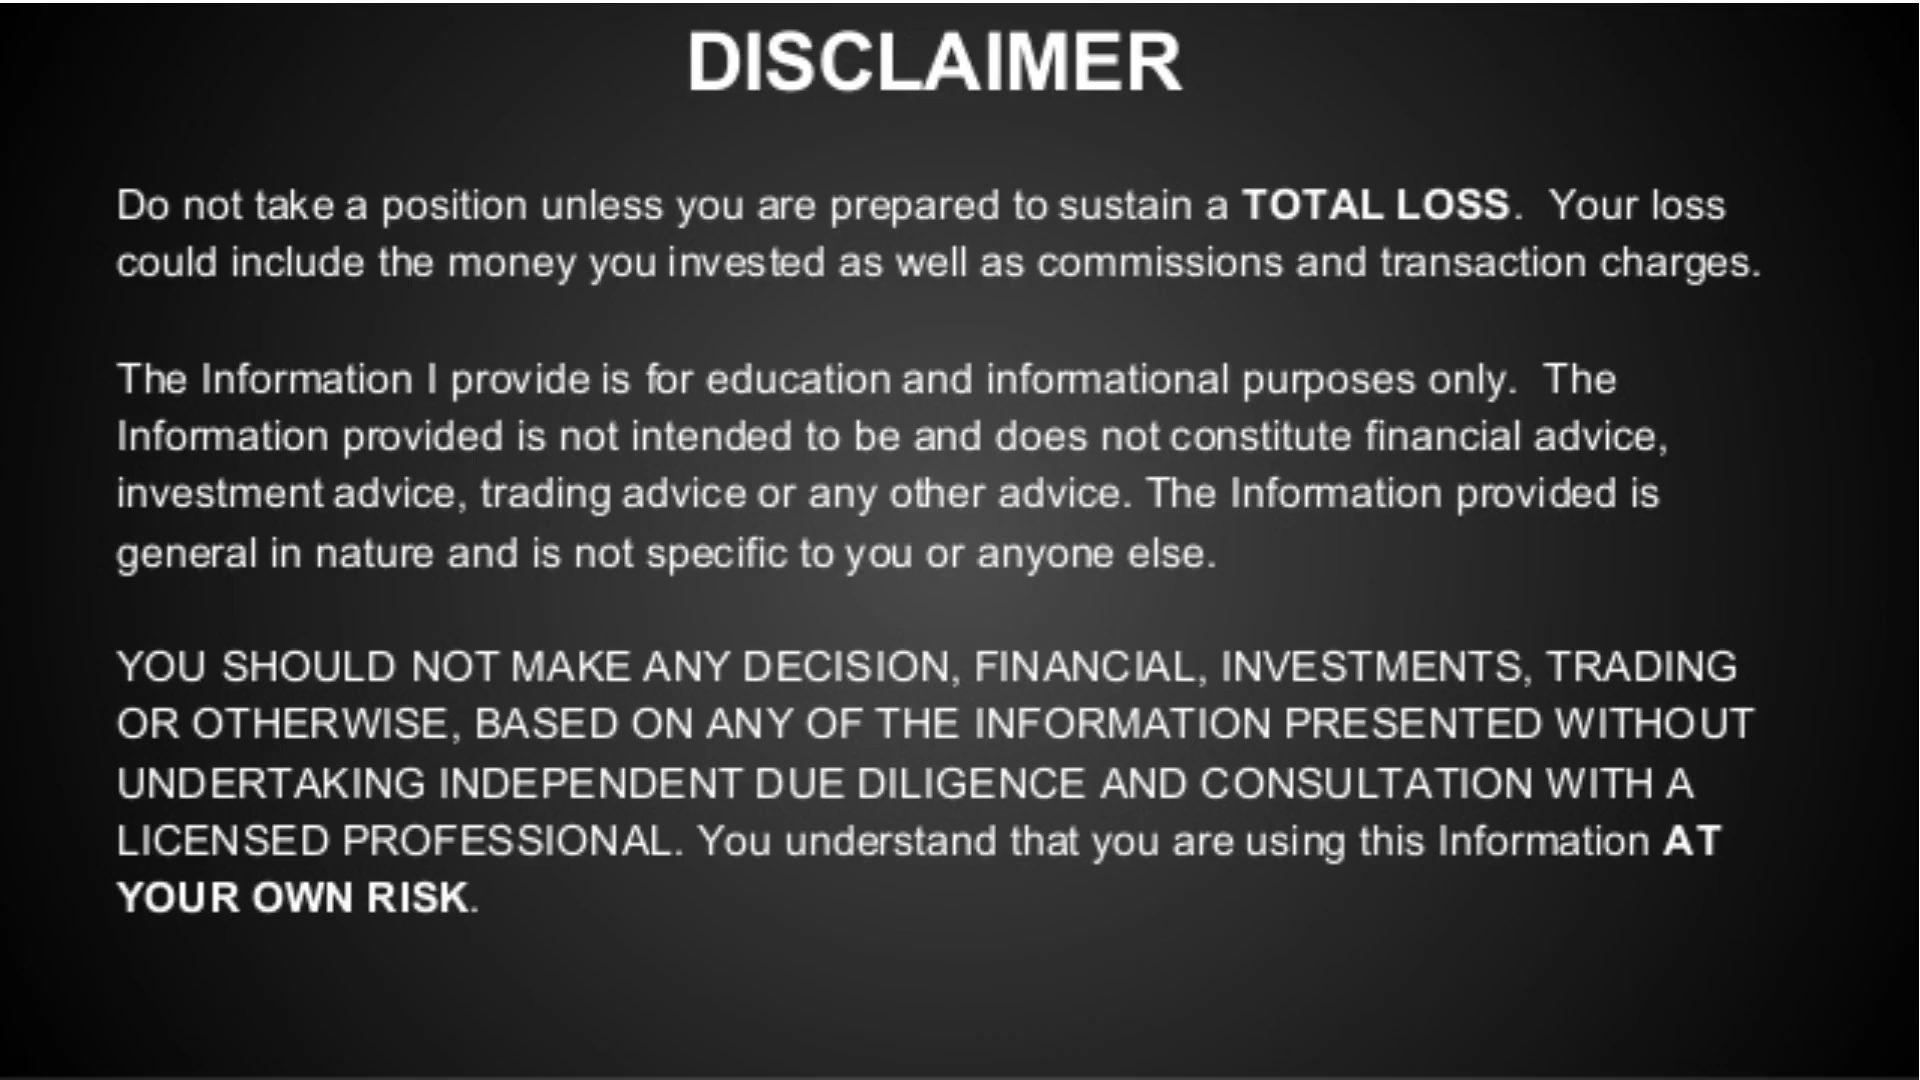 DISCLAIMER
Do not take a position unless you are prepared to sustain a TOTAL LOSS.  Your loss
could include the money you invested as well as commissions and transaction charges.
The Information I provide is for education and informational purposes only.  The
Information provided is not intended to be and does not constitute financial advice,
investment advice, trading advice or any other advice. The Information provided is
general in nature and is not specific to you or anyone else.
YOU SHOULD NOT MAKE ANY DECISION, FINANCIAL, INVESTMENTS, TRADING
OR OTHERWISE, BASED ON ANY OF THE INFORMATION PRESENTED WITHOUT
UNDERTAKING INDEPENDENT DUE DILIGENCE AND CONSULTATION WITH A
LICENSED PROFESSIONAL. You understand that you are using this Information AT
YOUR OWN RISK.